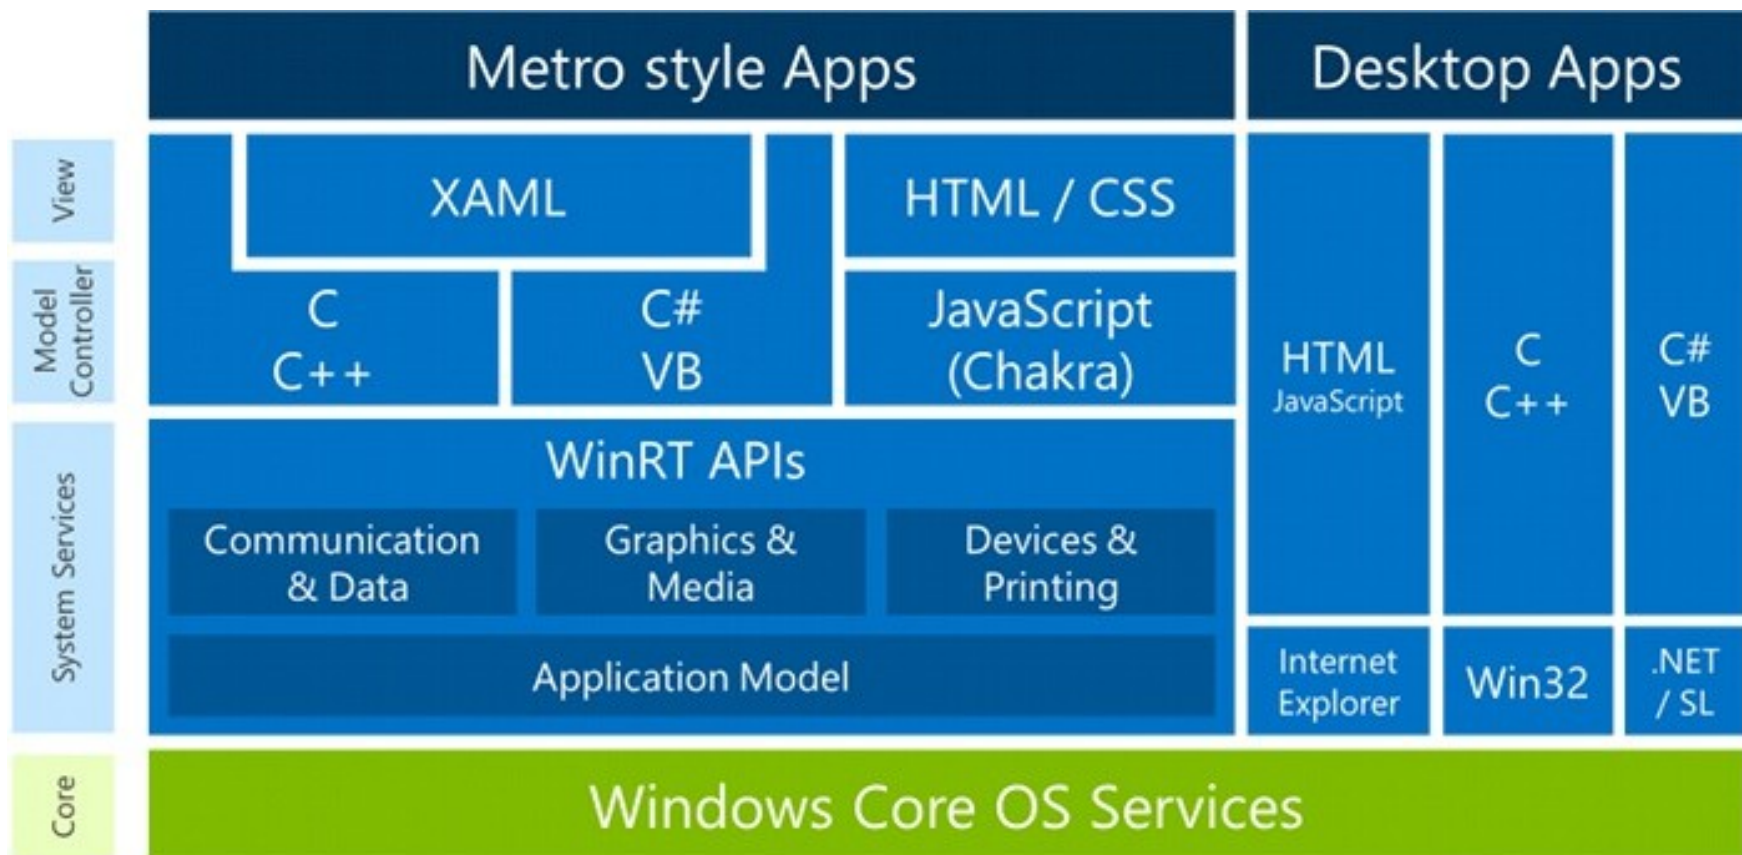 Metro style Apps
Desktop Apps
View
XAML
HTML / CSS
Model
Controller
C
C++
C#
VB
JavaScript
(Chakra)
HTML
JavaScript
C
C++
C#
VB
System Services
WinRT APIs
Communication
& Data
Graphics &
Media
Devices &
Printing
Application Model
Internet
Explorer
Win32
.NET
/ SL
Core
Windows Core OS Services